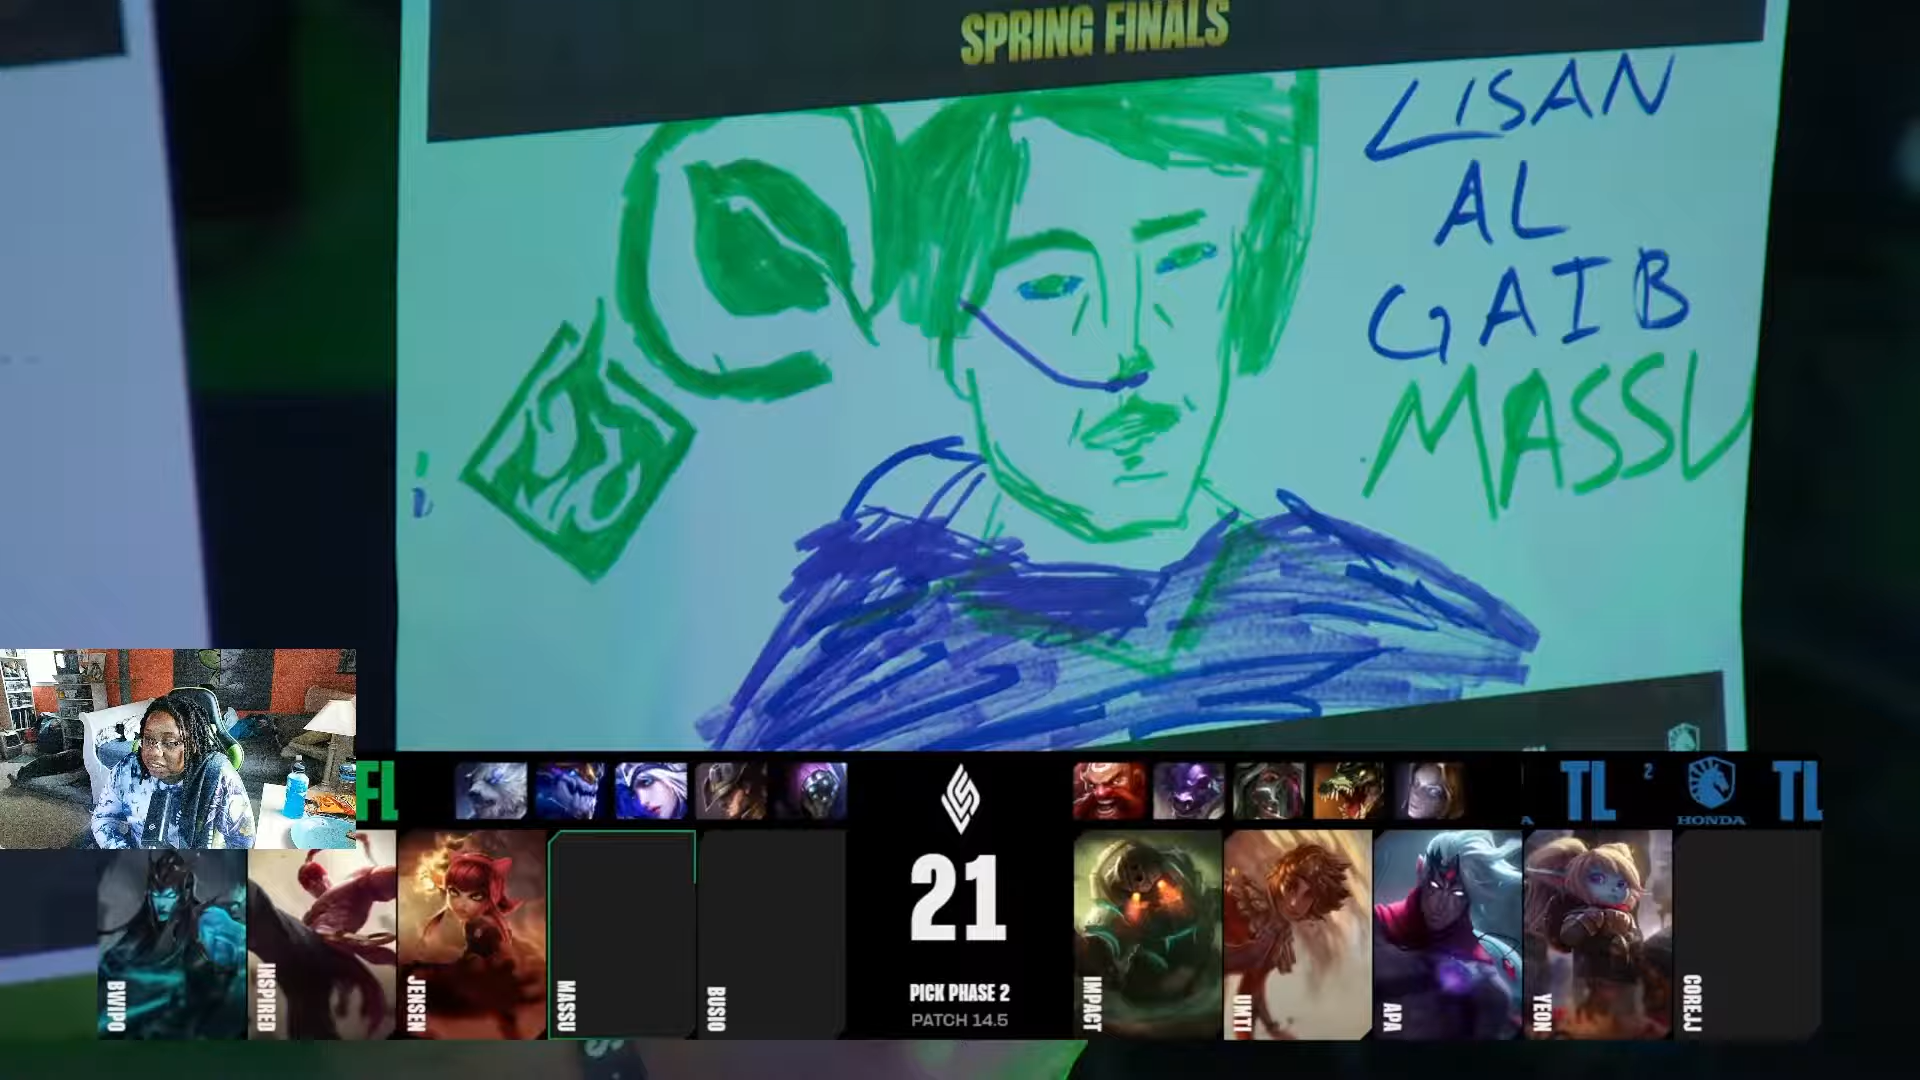 SPRING FINALS
LISAN
AL
GAIB
MASSU
FL
TL
2
HONDA
TL
21
PICK PHASE 2
PATCH 14.5
BWIPO
INSPIRED
JENSEN
MASSU
BUSIO
IMPACT
UMTI
APA
YEON
COREJJ